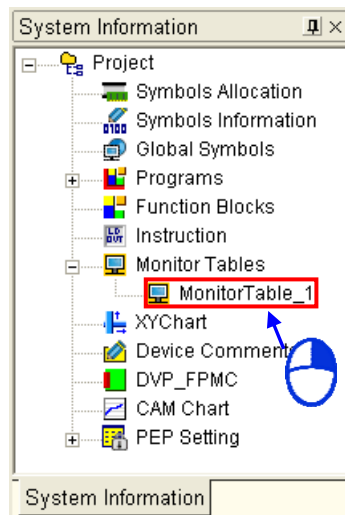 System Information
Project
Symbols Allocation
Symbols Information
Global Symbols
Programs
Function Blocks
Instruction
Monitor Tables
MonitorTable_1
XYChart
Device Comment
DVP_FPMC
CAM Chart
PEP Setting
System Information